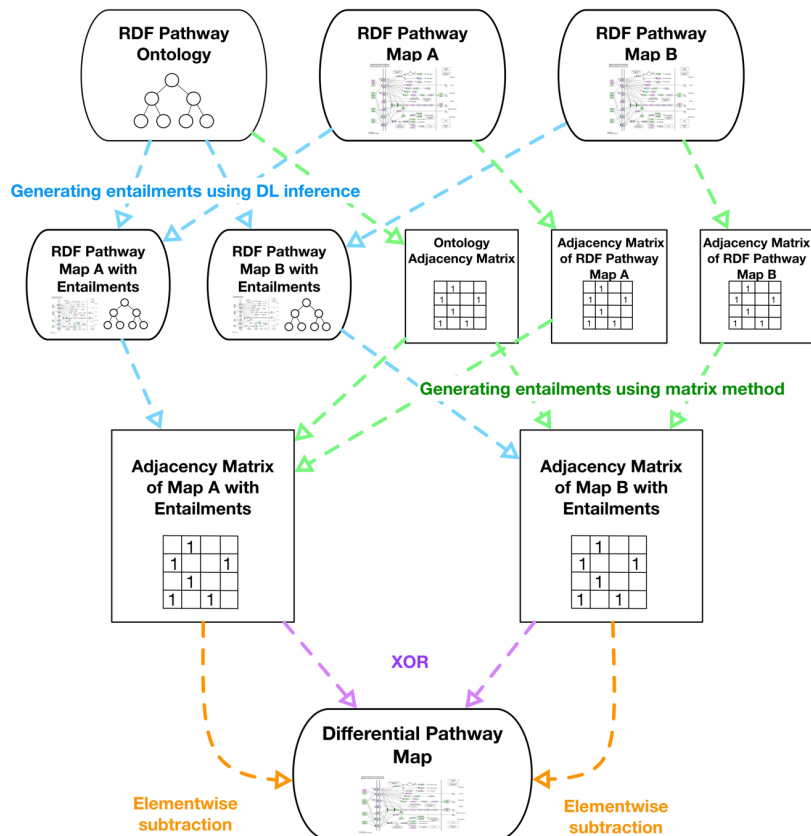 RDF Pathway
Ontology
RDF Pathway
Map A
RDF Pathway
Map B
Generating entailments using DL inference
RDF Pathway
Map A with
Entailments
RDF Pathway
Map B with
Entailments
Ontology
Adjacency Matrix
1
1 1
1
1 1
Adjacency Matrix
of RDF Pathway
Map A
1
1 1
1
1 1
Adjacency Matrix
of RDF Pathway
Map B
1
1 1
1
1 1
Generating entailments using matrix method
Adjacency Matrix
of Map A with
Entailments
1
1 1
1
1 1
Adjacency Matrix
of Map B with
Entailments
1
1 1
1
1 1
XOR
Differential Pathway
Map
Elementwise
subtraction
Elementwise
subtraction